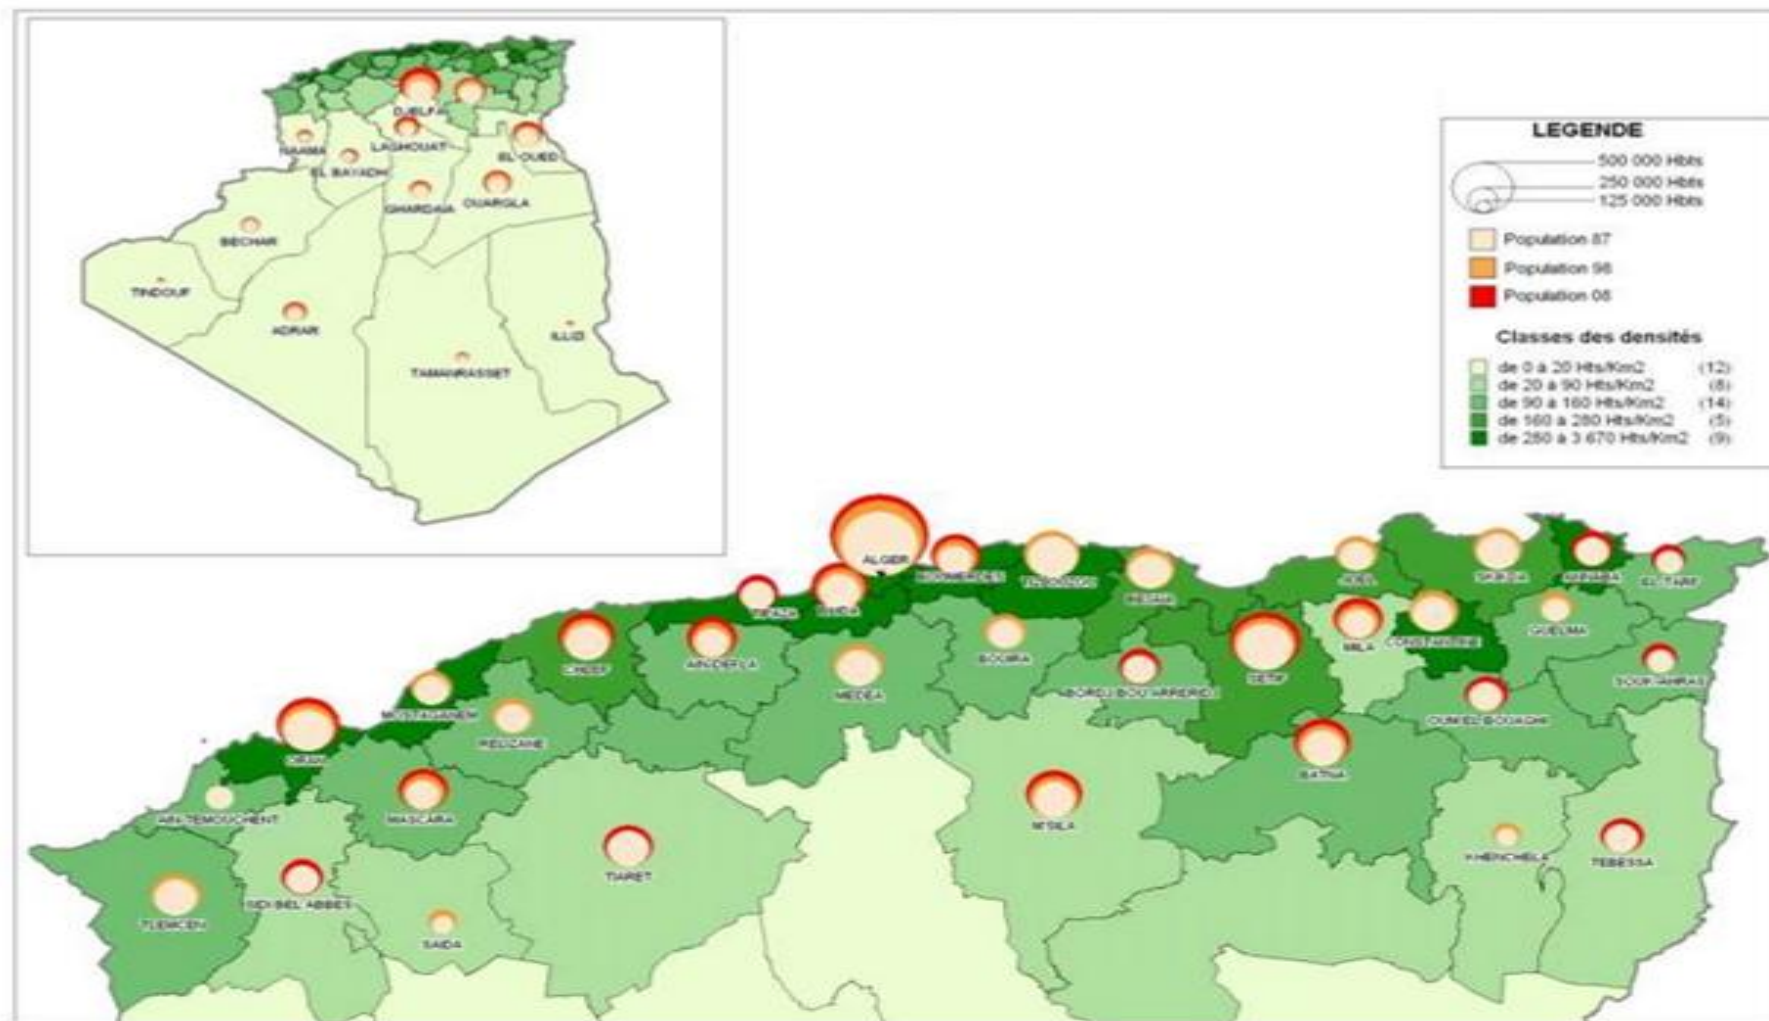 DJELFA
NAAMA
LAGHOUAT
EL OUED
EL BAYADH
GHARDAIA
OUARGLA
BECHAR
TINDOUF
ADRAR
ILLIZI
TAMANRASSET
LEGENDE
500 000 Hbts
250 000 Hbts
125 000 Hbts
Population 87
Population 98
Population 08
Classes des densités
de 0 à 20 Hts/Km2 (12)
de 20 à 90 Hts/Km2 (8)
de 90 à 160 Hts/Km2 (14)
de 160 à 280 Hts/Km2 (5)
de 280 à 3 670 Hts/Km2 (9)
ALGER
BOUMERDES
TIZI OUZOU
BEJAIA
JIJEL
SKIKDA
ANNABA
EL TARF
TIPAZA
BLIDA
CHLEF
AIN DEFLA
BOUIRA
MILA
CONSTANTINE
GUELMA
MEDEA
ABORDJ BOU ARRERIDJ
SETIF
SOUK AHRAS
MOSTAGANEM
OUM EL BOUAGHI
RELIZANE
ORAN
BATNA
AIN TEMOUCHENT
MASCARA
M'SILA
KHENCHELA
TEBESSA
TIARET
SIDI BEL ABBES
TLEMCEN
SAIDA